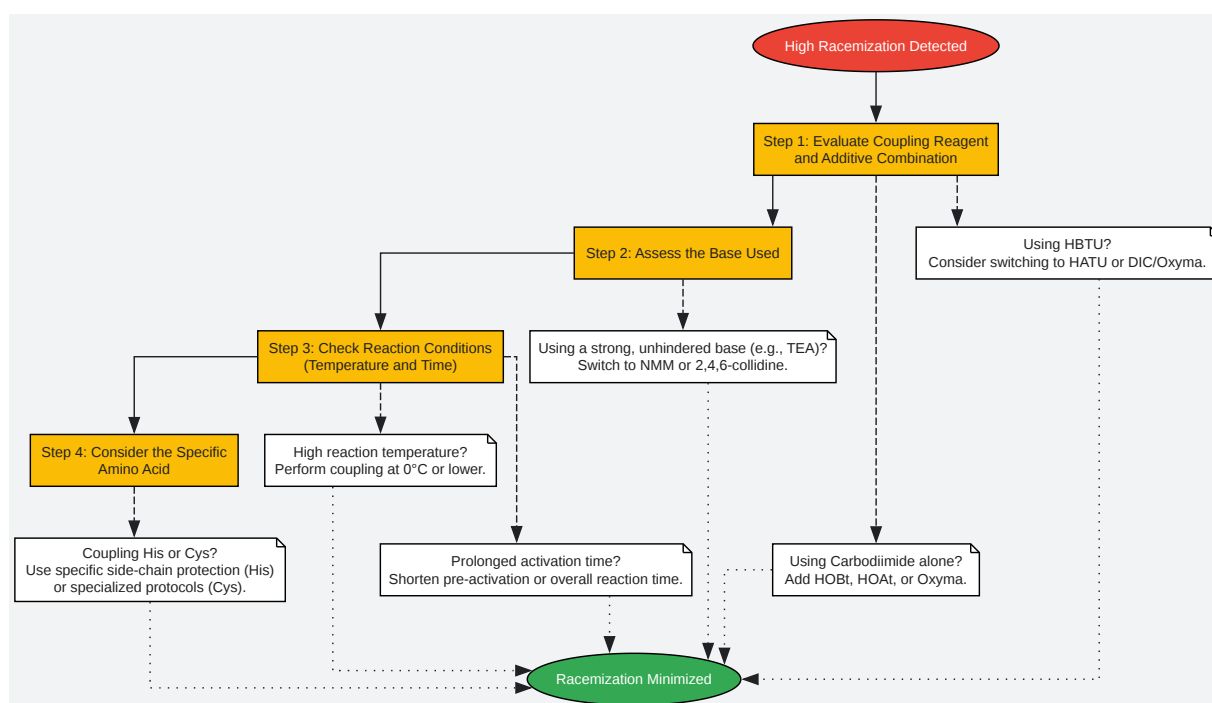 High Racemization Detected
Step 1: Evaluate Coupling Reagent
and Additive Combination
Step 2: Assess the Base Used
Using HBTU?
Consider switching to HATU or DIC/Oxyma.
Step 3: Check Reaction Conditions
(Temperature and Time)
Using a strong, unhindered base (e.g., TEA)?
Switch to NMM or 2,4,6-collidine.
Step 4: Consider the Specific
Amino Acid
High reaction temperature?
Perform coupling at 0°C or lower.
Coupling His or Cys?
Use specific side-chain protection (His)
or specialized protocols (Cys).
Prolonged activation time?
Shorten pre-activation or overall reaction time.
Using Carbodiimide alone?
Add HOBt, HOAt, or Oxyma.
Racemization Minimized